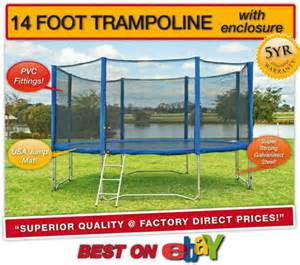 14 FOOT TRAMPOLINE with
enclosure
5YR
WARRANTY
PVC
Fittings!
USA Jump
Mat!
Super
Strong
Galvanized
Steel!
"SUPERIOR QUALITY @ FACTORY DIRECT PRICES!"
BEST ON ebay